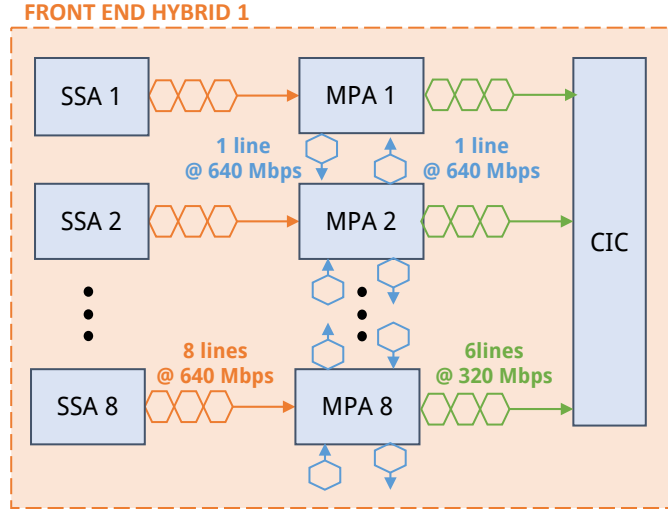 FRONT END HYBRID 1
SSA 1
MPA 1
1 line
@ 640 Mbps
1 line
@ 640 Mbps
SSA 2
MPA 2
CIC
8 lines
@ 640 Mbps
6lines
@ 320 Mbps
SSA 8
MPA 8